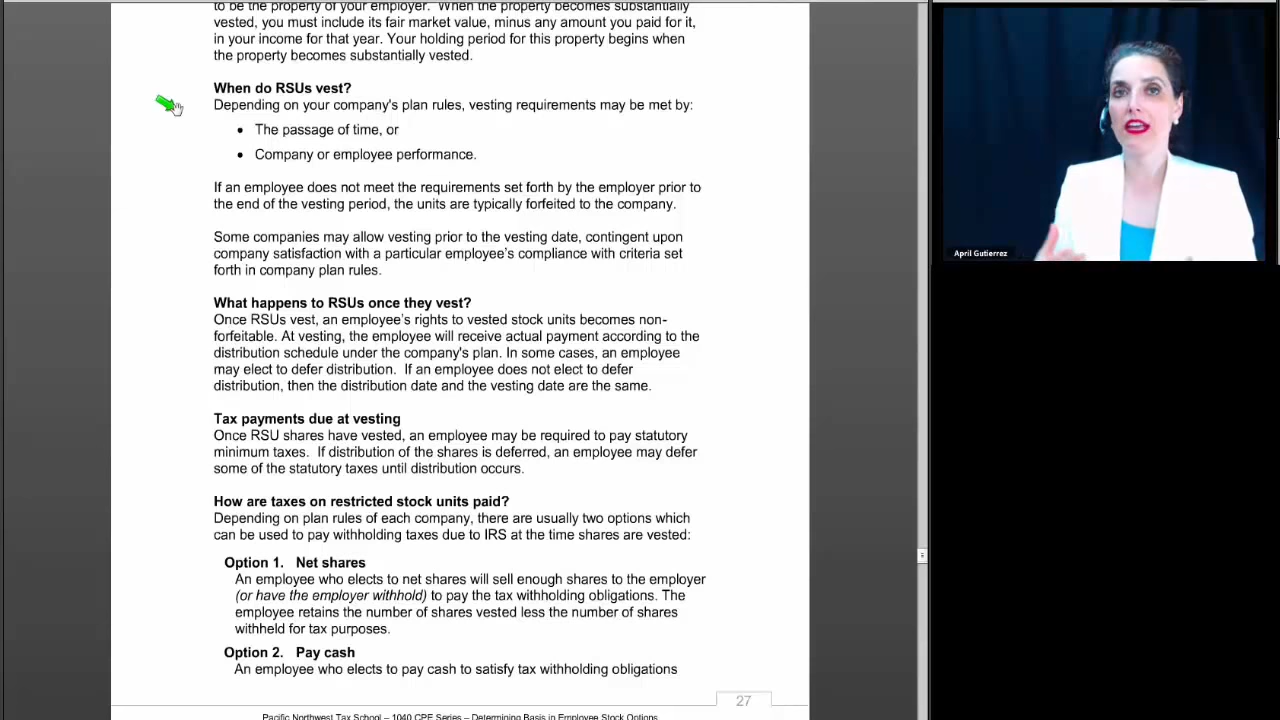 to be the property of your employer. When the property becomes substantially
vested, you must include its fair market value, minus any amount you paid for it,
in your income for that year. Your holding period for this property begins when
the property becomes substantially vested.
When do RSUs vest?
Depending on your company's plan rules, vesting requirements may be met by:
• The passage of time, or
• Company or employee performance.
If an employee does not meet the requirements set forth by the employer prior to
the end of the vesting period, the units are typically forfeited to the company.
Some companies may allow vesting prior to the vesting date, contingent upon
company satisfaction with a particular employee's compliance with criteria set
forth in company plan rules.
What happens to RSUs once they vest?
Once RSUs vest, an employee's rights to vested stock units becomes non-
forfeitable. At vesting, the employee will receive actual payment according to the
distribution schedule under the company's plan. In some cases, an employee
may elect to defer distribution. If an employee does not elect to defer
distribution, then the distribution date and the vesting date are the same.
Tax payments due at vesting
Once RSU shares have vested, an employee may be required to pay statutory
minimum taxes. If distribution of the shares is deferred, an employee may defer
some of the statutory taxes until distribution occurs.
How are taxes on restricted stock units paid?
Depending on plan rules of each company, there are usually two options which
can be used to pay withholding taxes due to IRS at the time shares are vested:
Option 1. Net shares
An employee who elects to net shares will sell enough shares to the employer
(or have the employer withhold) to pay the tax withholding obligations. The
employee retains the number of shares vested less the number of shares
withheld for tax purposes.
Option 2. Pay cash
An employee who elects to pay cash to satisfy tax withholding obligations
27
Pacific Northwest Tax School – 1040 CPE Series – Determining Basis in Employee Stock Options
April Gutierrez